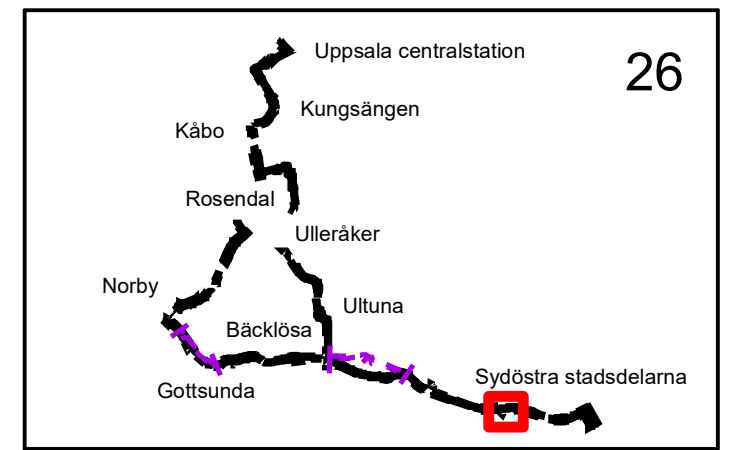 Uppsala centralstation
26
Kungsängen
Kåbo
Rosendal
Ulleråker
Norby
Ultuna
Bäcklösa
Sydöstra stadsdelarna
Gottsunda